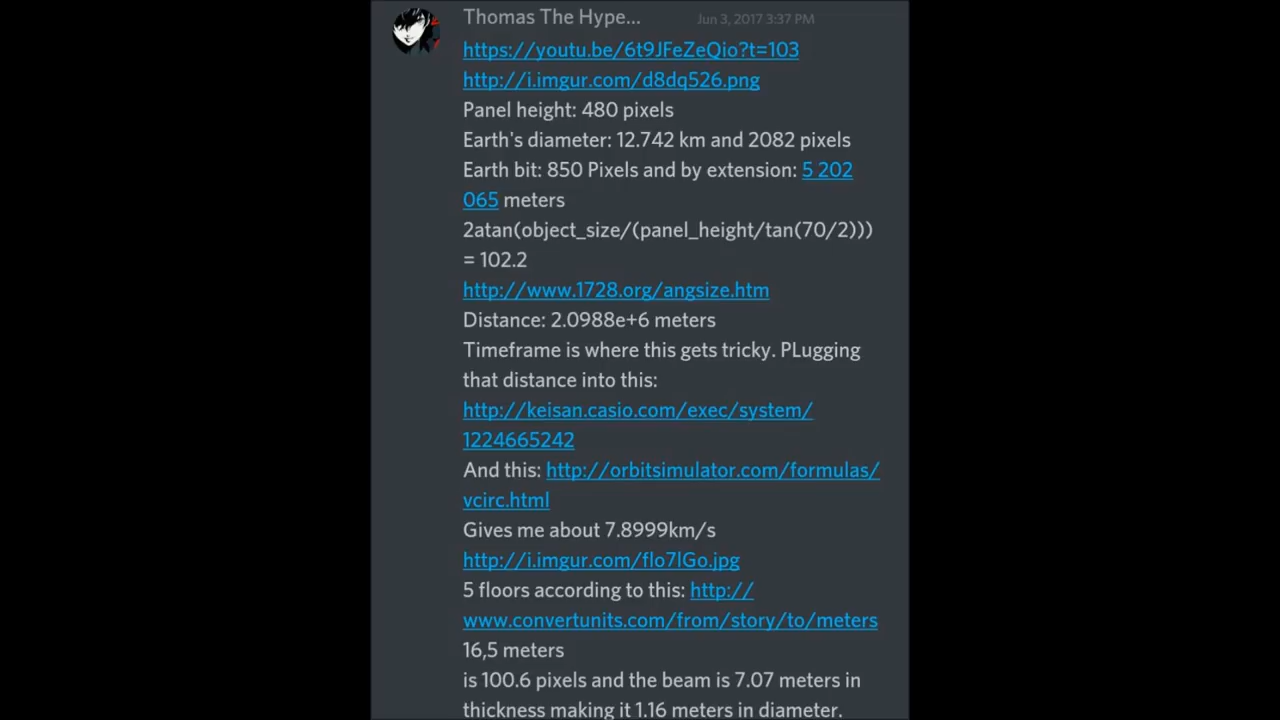 Thomas The Hype... Jun 3, 2017 3:37 PM
https://youtu.be/6t9JFeZeQio?t=103
http://i.imgur.com/d8dq526.png
Panel height: 480 pixels
Earth's diameter: 12.742 km and 2082 pixels
Earth bit: 850 Pixels and by extension: 5 202
065 meters
2atan(object_size/(panel_height/tan(70/2)))
= 102.2
http://www.1728.org/angsize.htm
Distance: 2.0988e+6 meters
Timeframe is where this gets tricky. PLugging
that distance into this:
http://keisan.casio.com/exec/system/
1224665242
And this: http://orbitsimulator.com/formulas/
vcirc.html
Gives me about 7.8999km/s
http://i.imgur.com/flo7lGo.jpg
5 floors according to this: http://
www.convertunits.com/from/story/to/meters
16,5 meters
is 100.6 pixels and the beam is 7.07 meters in
thickness making it 1.16 meters in diameter.